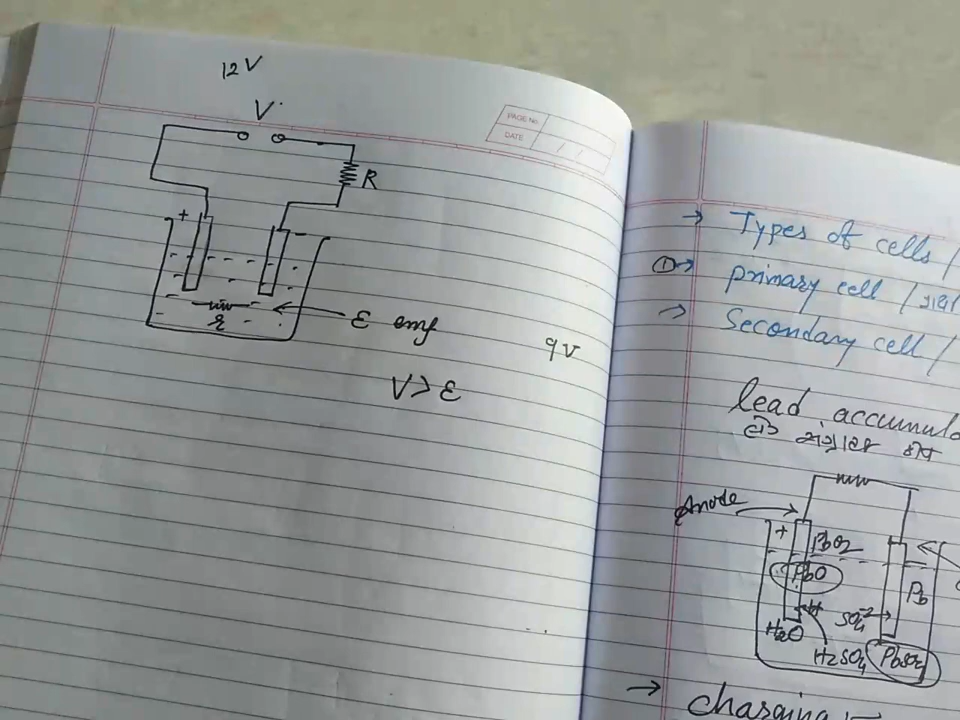 12V
V
R
+
- 
r
ε emf
9V
V > ε
PAGE No.
DATE
→ Types of cells /
① → primary cell /
→ Secondary cell /
lead accumul
Anode
+
PbO2
PbO
Pb
SO4-2
H
H2O
H2SO4
PbSO4
→ charging :-